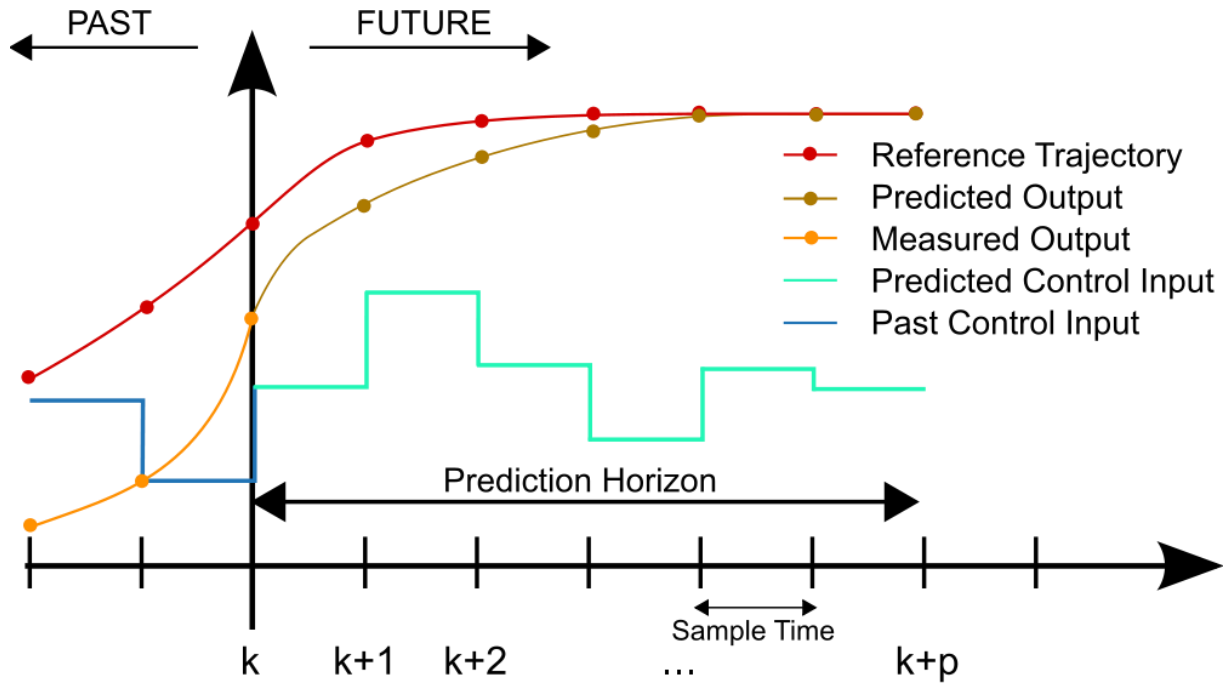 PAST
FUTURE
Reference Trajectory
Predicted Output
Measured Output
Predicted Control Input
Past Control Input
Prediction Horizon
Sample Time
k
k+1
k+2
...
k+p